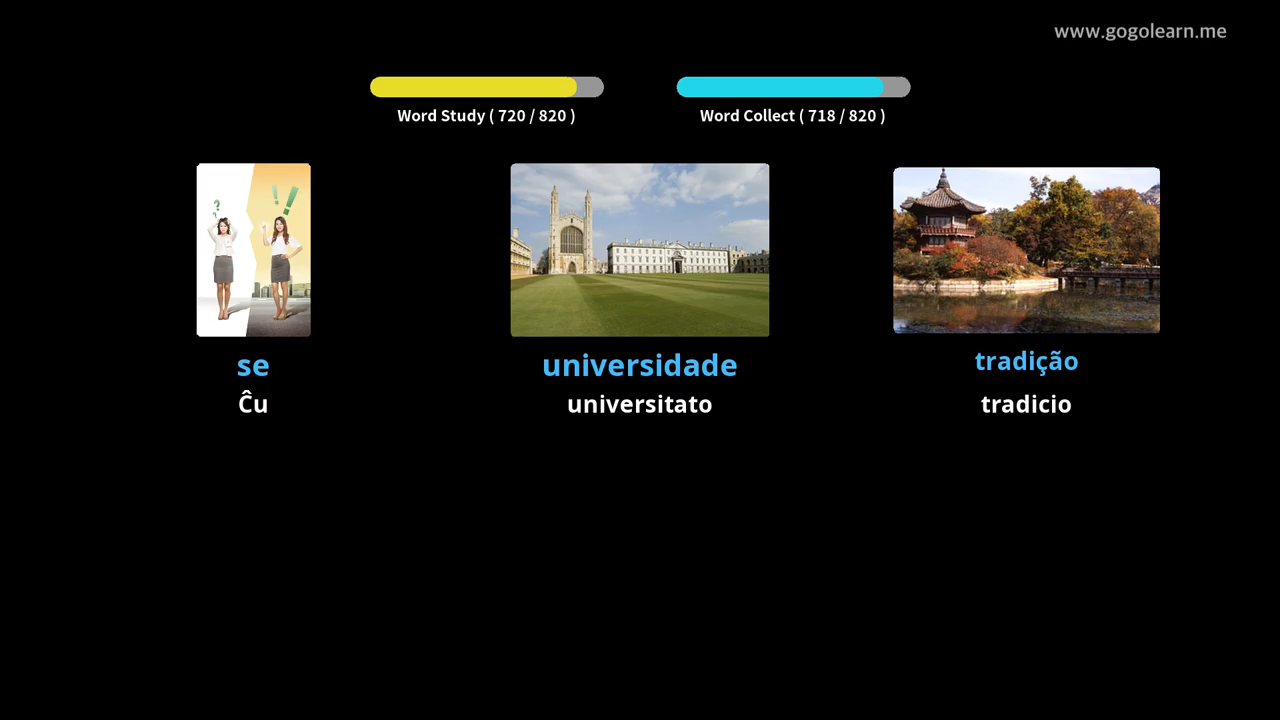 www.gogolearn.me
Word Study ( 720 / 820 )
Word Collect ( 718 / 820 )
se
universidade
tradição
Ĉu
universitato
tradicio